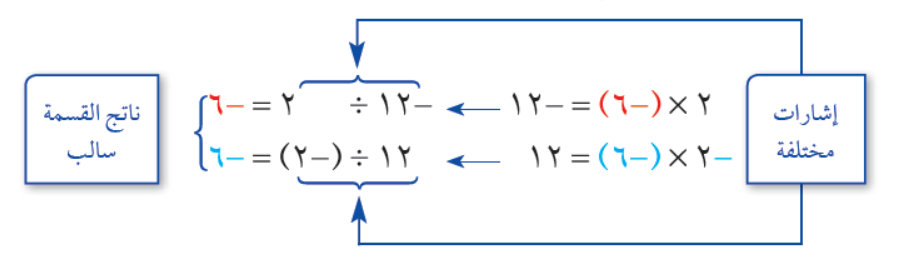 إشارات
مختلفة
٢ × (–٦) = –١٢ ← –١٢ ÷ ٢ = –٦
–٢ × (–٦) = ١٢ ← ١٢ ÷ (–٢) = –٦
ناتج القسمة
سالب